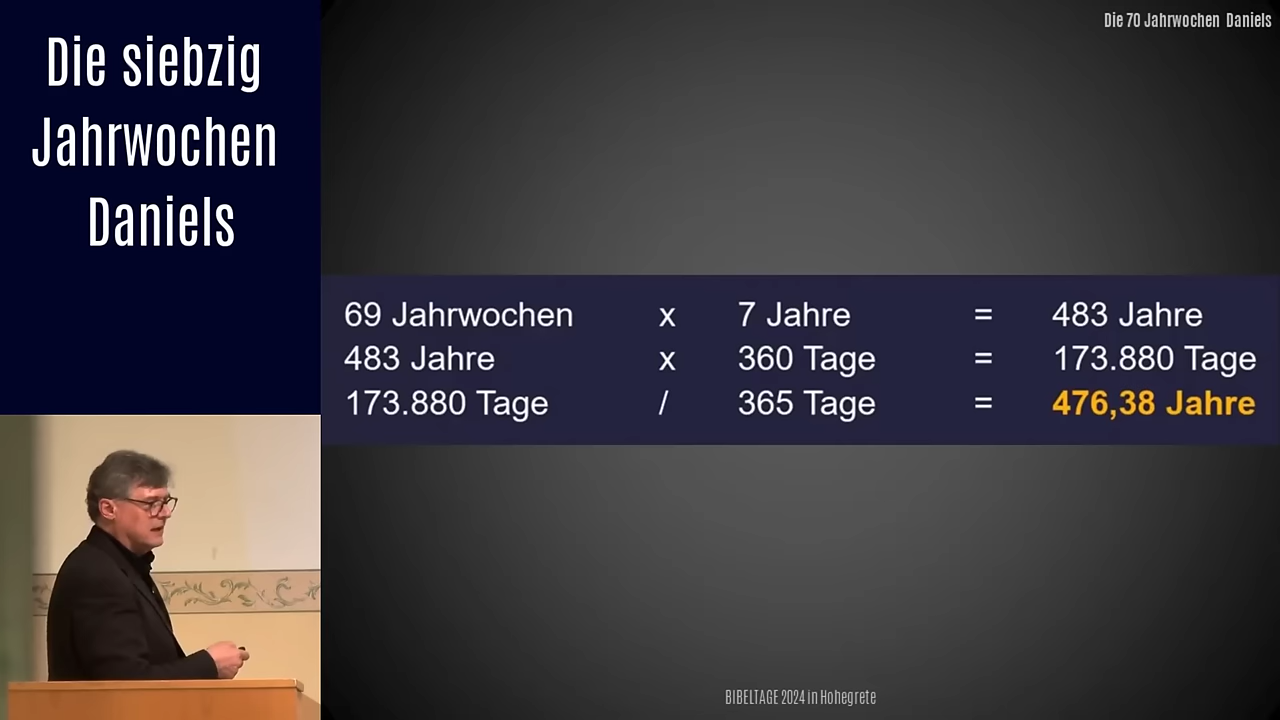 Die siebzig
Jahrwochen
Daniels
Die 70 Jahrwochen Daniels
69 Jahrwochen x 7 Jahre = 483 Jahre
483 Jahre x 360 Tage = 173.880 Tage
173.880 Tage / 365 Tage = 476,38 Jahre
BIBELTAGE 2024 in Hohegrete